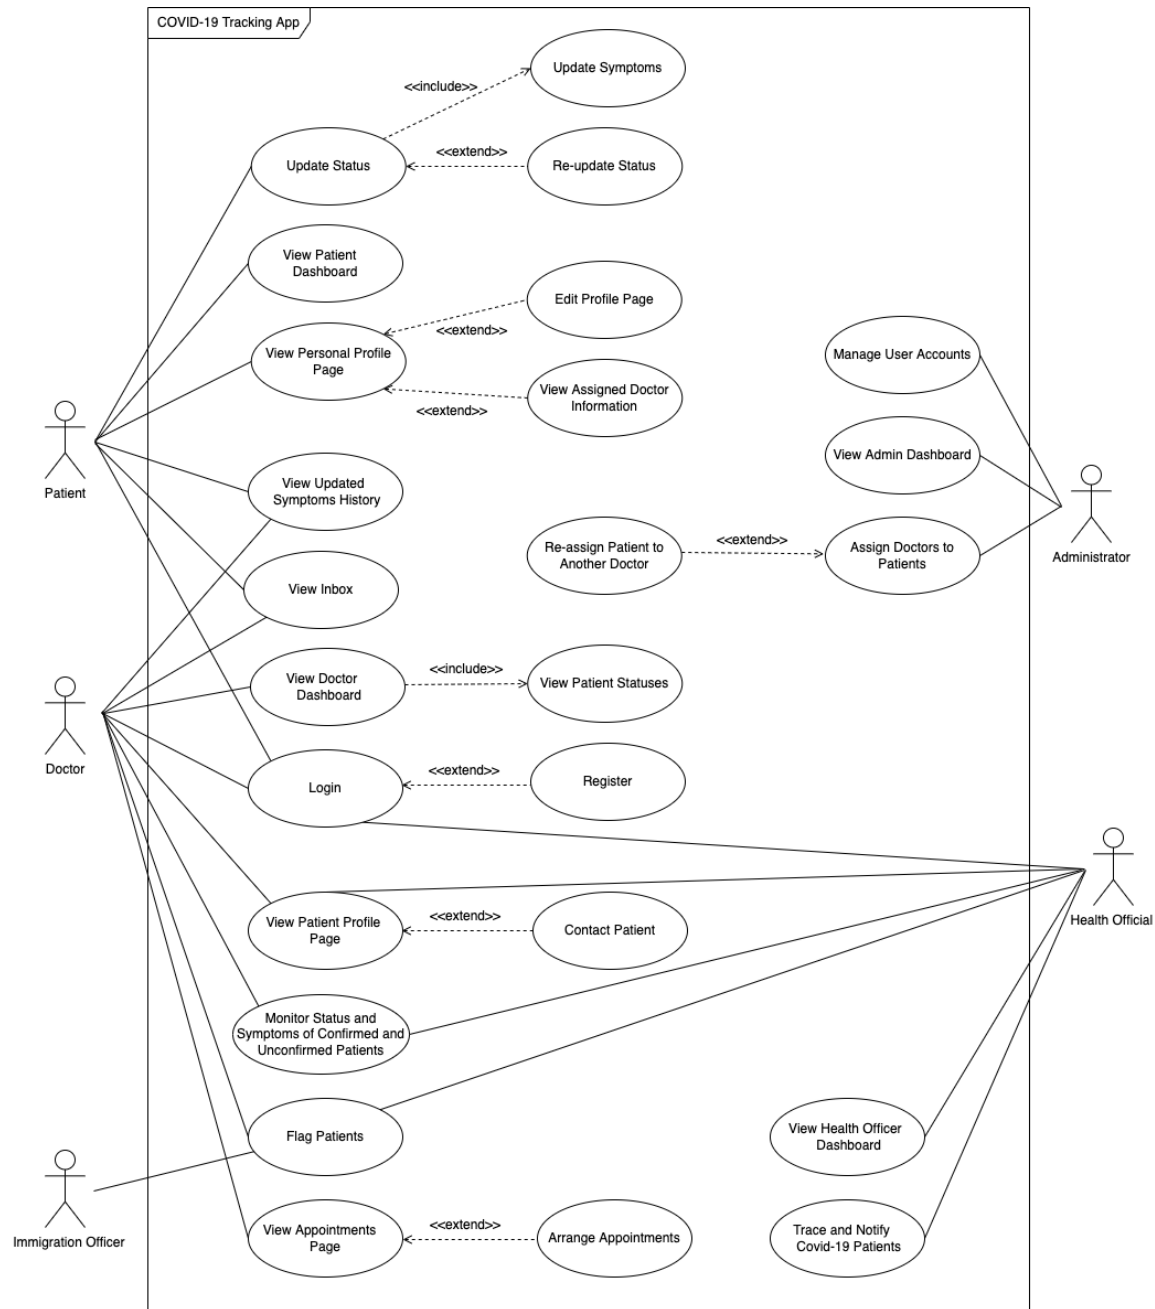 COVID-19 Tracking App
Update Symptoms
<<include>>
<<extend>>
Update Status
Re-update Status
View Patient
Dashboard
Edit Profile Page
<<extend>>
View Personal Profile
Page
View Assigned Doctor
Information
<<extend>>
Manage User Accounts
View Admin Dashboard
Patient
View Updated
Symptoms History
Re-assign Patient to
Another Doctor
<<extend>>
Assign Doctors to
Patients
Administrator
View Inbox
View Doctor
Dashboard
<<include>>
View Patient Statuses
Doctor
Login
<<extend>>
Register
View Patient Profile
Page
<<extend>>
Contact Patient
Health Official
Monitor Status and
Symptoms of Confirmed and
Unconfirmed Patients
Flag Patients
View Health Officer
Dashboard
Immigration Officer
View Appointments
Page
<<extend>>
Arrange Appointments
Trace and Notify
Covid-19 Patients